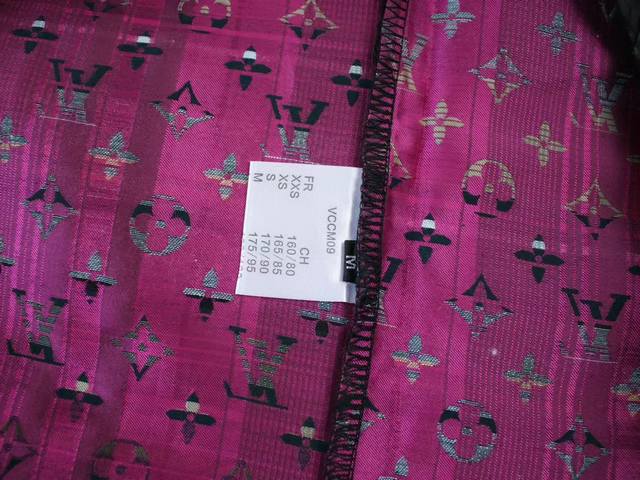 VCCM09
FR CH
XXS 160/80
XS 165/85
S 170/90
M 175/95
M